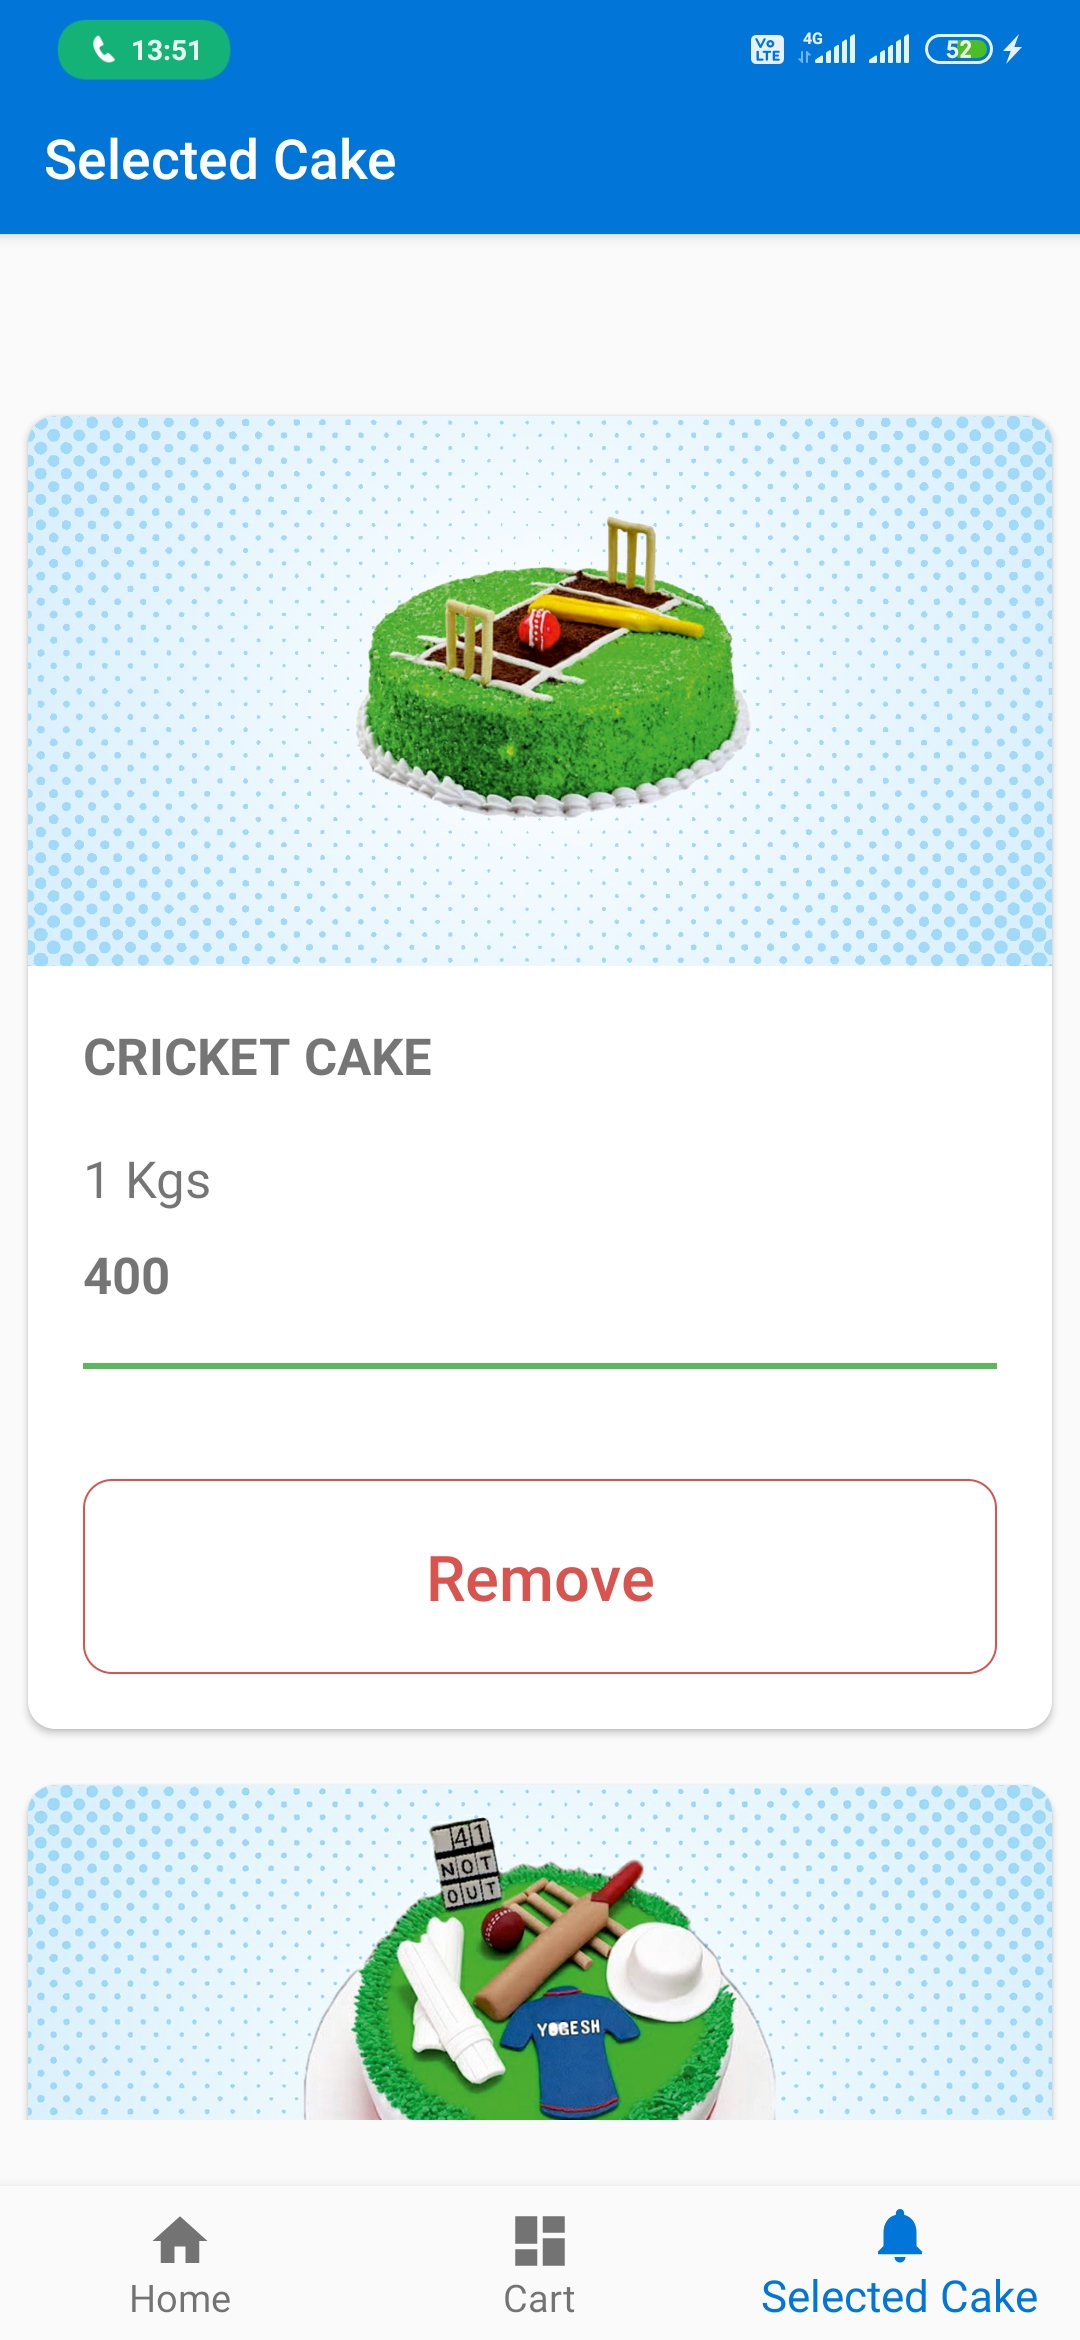 13:51
Vo LTE
4G
52
Selected Cake
CRICKET CAKE
1 Kgs
400
Remove
41
NOT
OUT
YOGESH
Home
Cart
Selected Cake